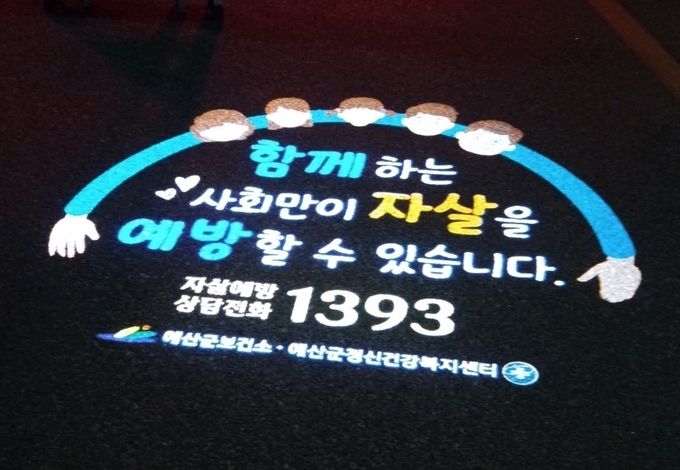 함께 하는
사회만이 자살을
예방할 수 있습니다.
자살예방
상담전화 1393
예산군보건소·예산군정신건강복지센터